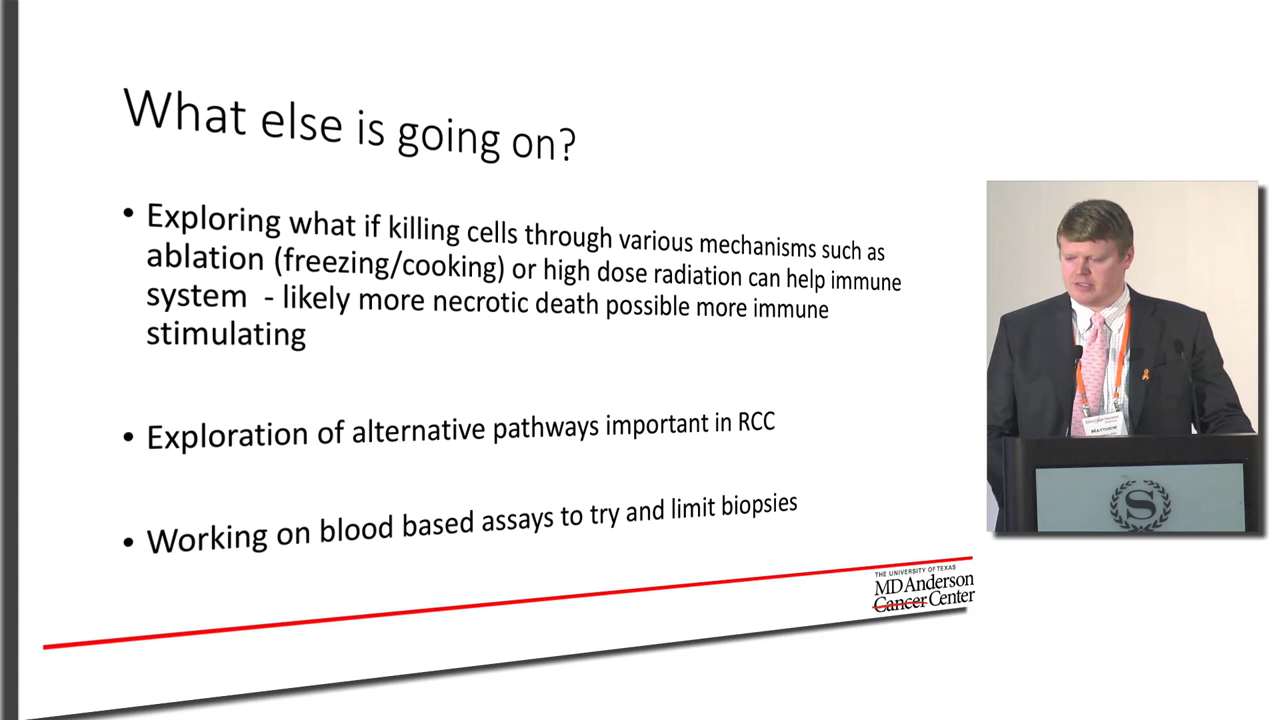 What else is going on?
• Exploring what if killing cells through various mechanisms such as
ablation (freezing/cooking) or high dose radiation can help immune
system - likely more necrotic death possible more immune
stimulating
• Exploration of alternative pathways important in RCC
• Working on blood based assays to try and limit biopsies
THE UNIVERSITY OF TEXAS
MD Anderson
Cancer Center
MATTHEW
S